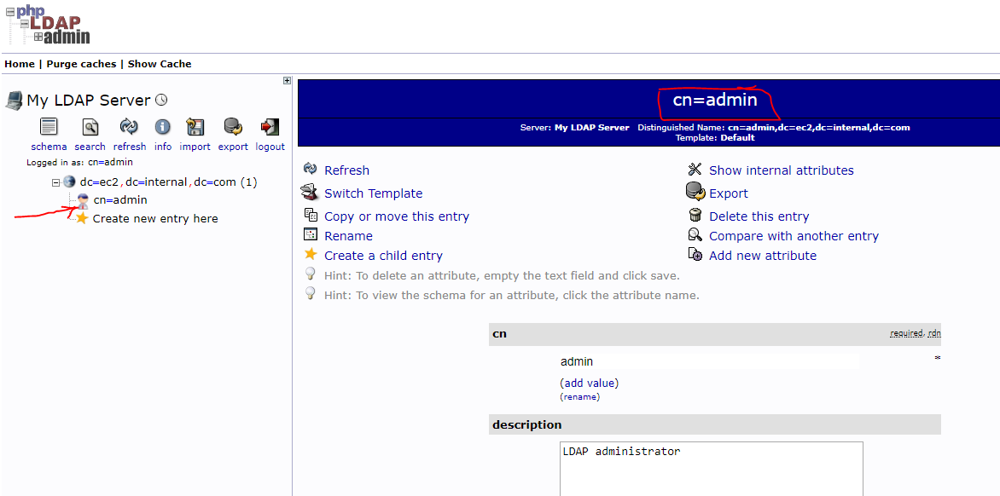 php
LDAP
admin
Home | Purge caches | Show Cache
My LDAP Server
schema search refresh info import export logout
Logged in as: cn=admin
dc=ec2,dc=internal,dc=com (1)
cn=admin
Create new entry here
cn=admin
Server: My LDAP Server Distinguished Name: cn=admin,dc=ec2,dc=internal,dc=com
Template: Default
Refresh
Show internal attributes
Switch Template
Export
Copy or move this entry
Delete this entry
Rename
Compare with another entry
Create a child entry
Add new attribute
Hint: To delete an attribute, empty the text field and click save.
Hint: To view the schema for an attribute, click the attribute name.
cn required, rdn
admin *
(add value)
(rename)
description
LDAP administrator